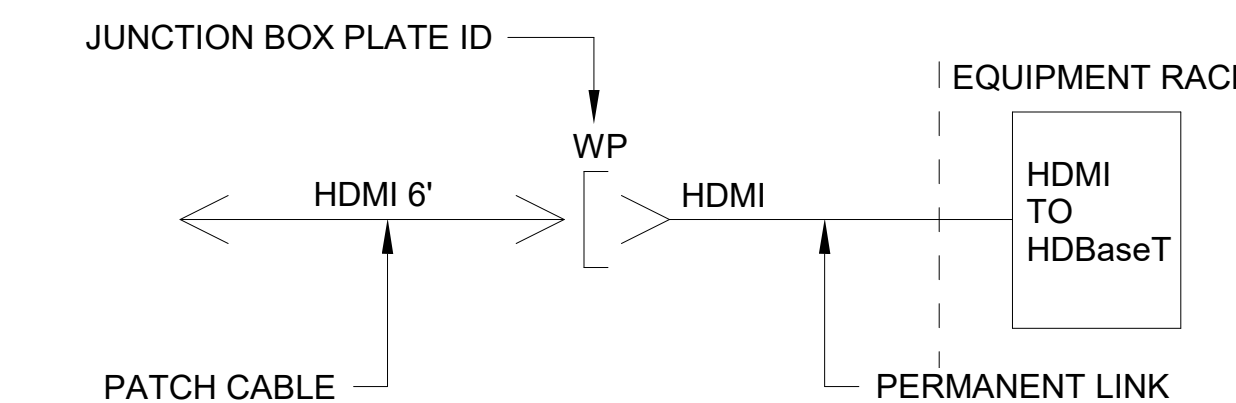 JUNCTION BOX PLATE ID
EQUIPMENT RAC
WP
HDMI 6'
HDMI
HDMI
TO
HDBaseT
PATCH CABLE
PERMANENT LINK